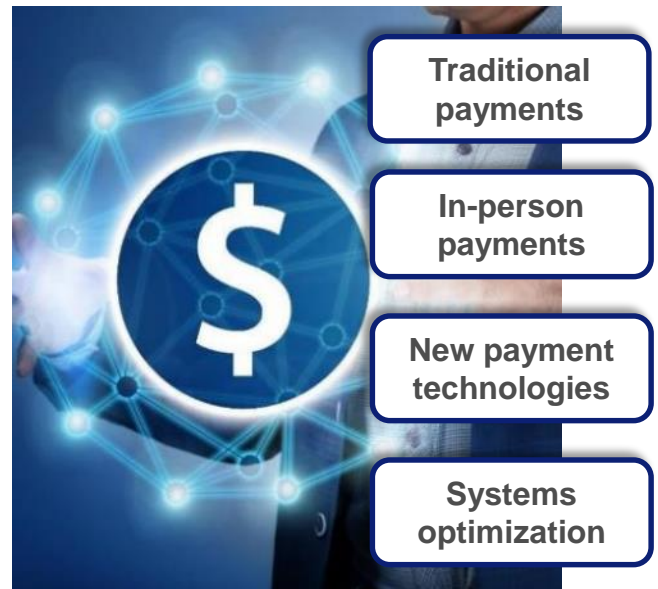 Traditional
payments
In-person
payments
$
New payment
technologies
Systems
optimization